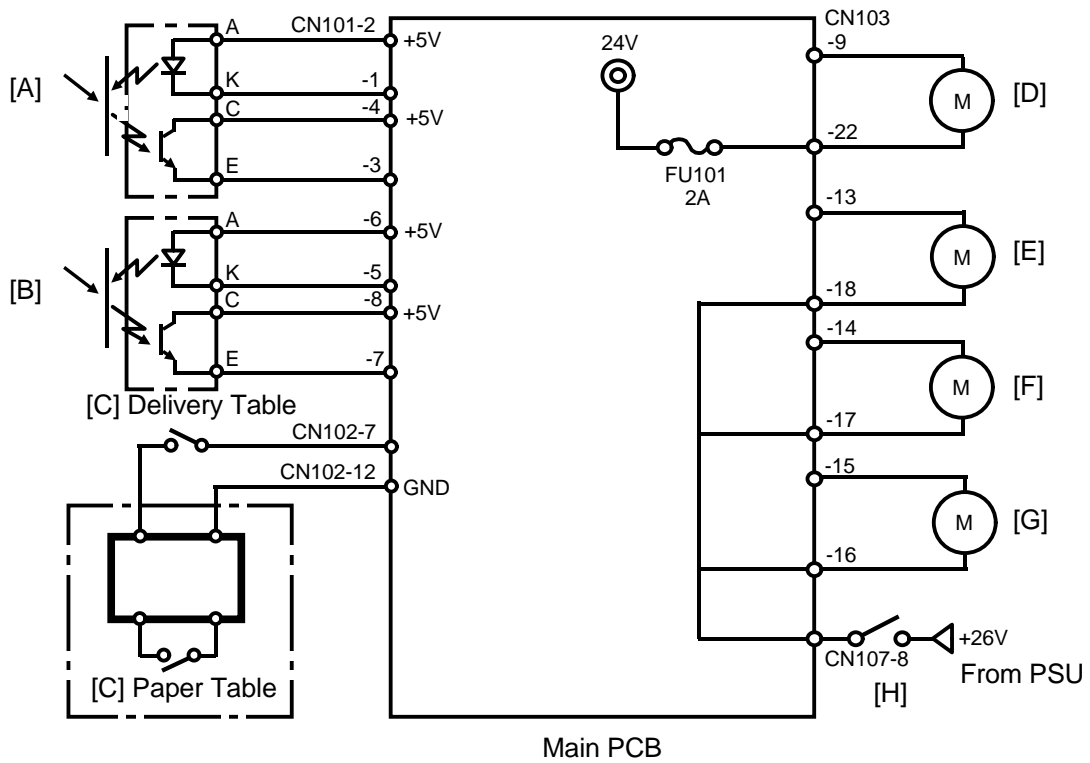 A
CN101-2
+5V
[A]
K
-1
C
-4
+5V
E
-3
A
-6
+5V
[B]
K
-5
C
-8
+5V
E
-7
[C] Delivery Table
CN102-7
CN102-12
GND
[C] Paper Table
24V
FU101
2A
CN103
-9
M
[D]
-22
-13
M
[E]
-18
-14
M
[F]
-17
-15
M
[G]
-16
+26V
CN107-8
From PSU
[H]
Main PCB